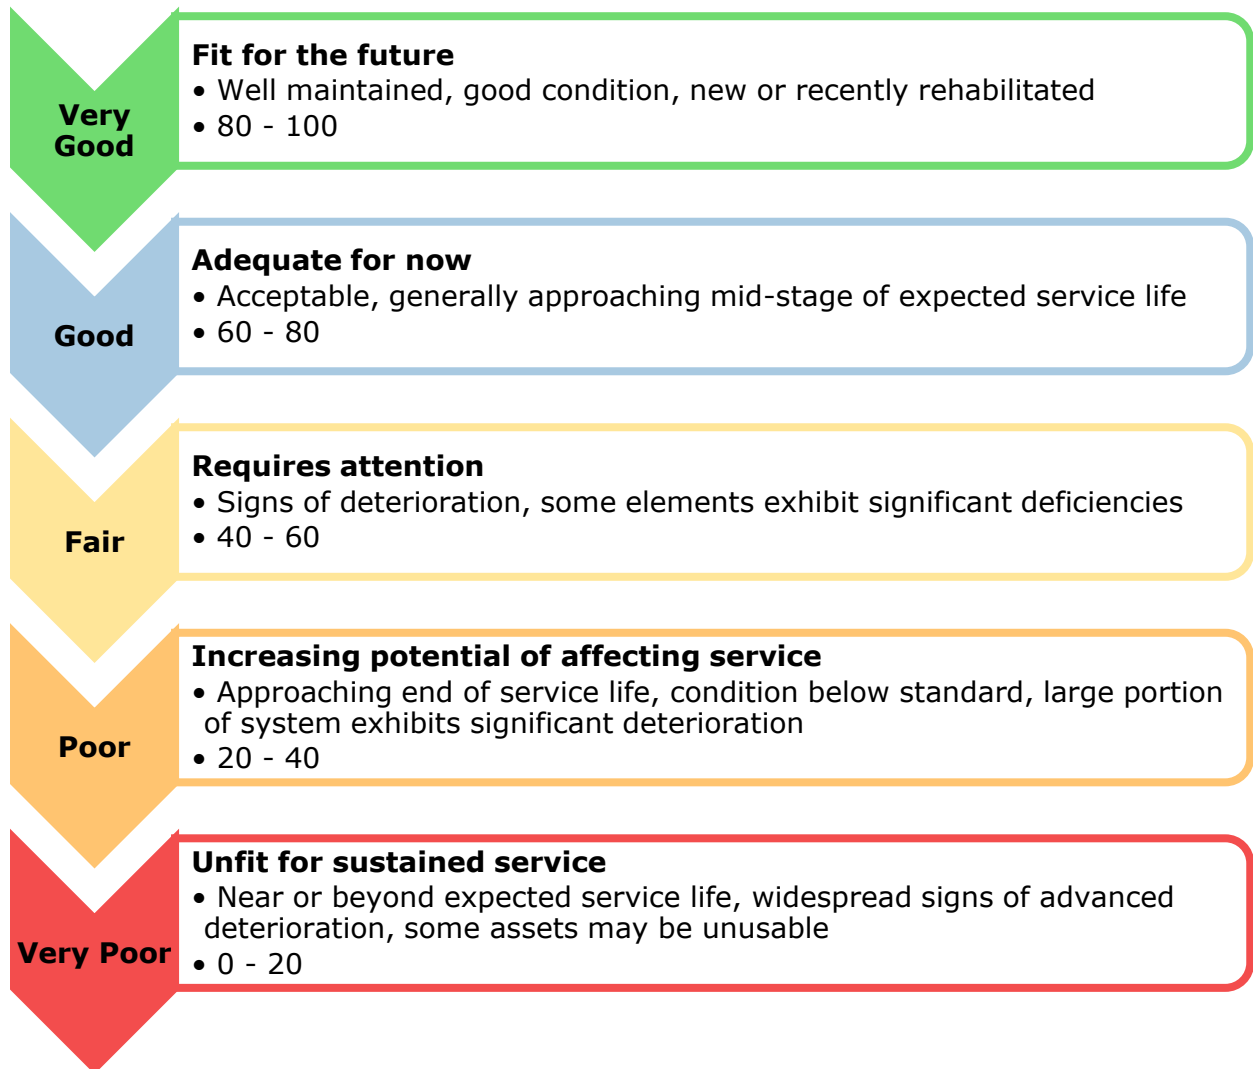 Very
Good
Fit for the future
• Well maintained, good condition, new or recently rehabilitated
• 80 - 100
Good
Adequate for now
• Acceptable, generally approaching mid-stage of expected service life
• 60 - 80
Fair
Requires attention
• Signs of deterioration, some elements exhibit significant deficiencies
• 40 - 60
Poor
Increasing potential of affecting service
• Approaching end of service life, condition below standard, large portion
of system exhibits significant deterioration
• 20 - 40
Very Poor
Unfit for sustained service
• Near or beyond expected service life, widespread signs of advanced
deterioration, some assets may be unusable
• 0 - 20